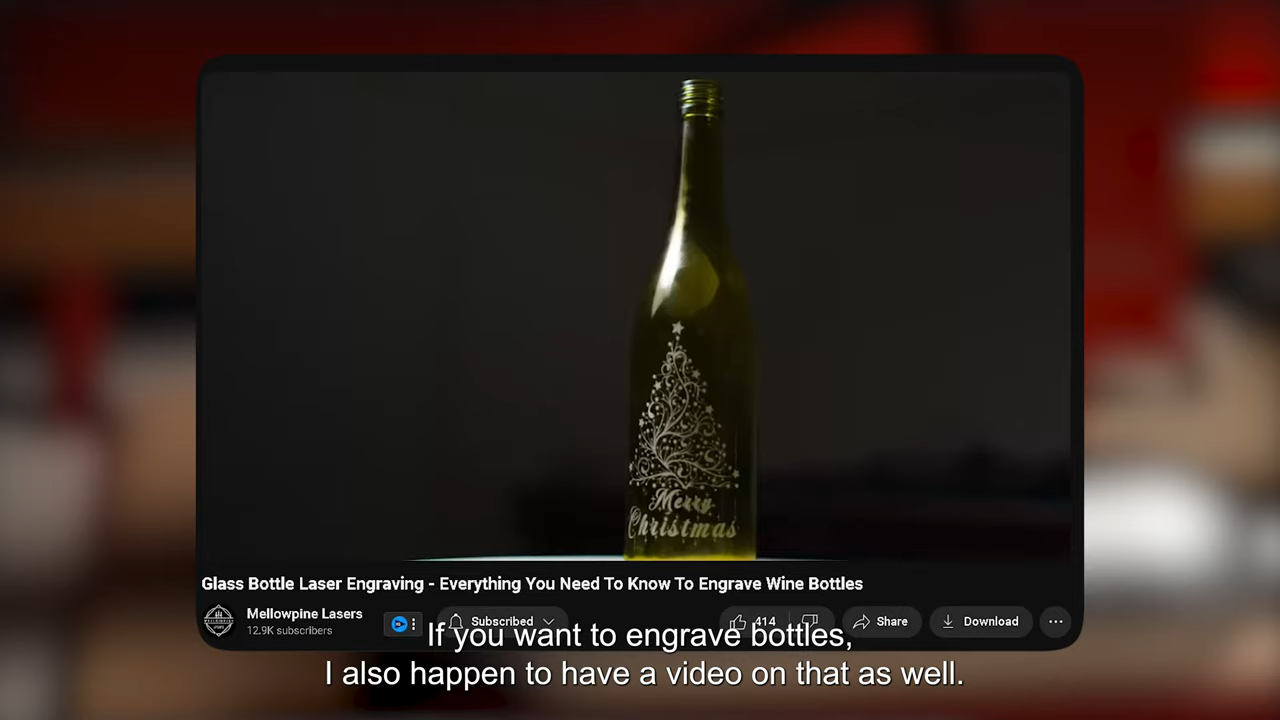 Merry
Christmas
Glass Bottle Laser Engraving - Everything You Need To Know To Engrave Wine Bottles
Mellowpine Lasers
12.9K subscribers
Subscribed
414
Share
Download
If you want to engrave bottles,
I also happen to have a video on that as well.